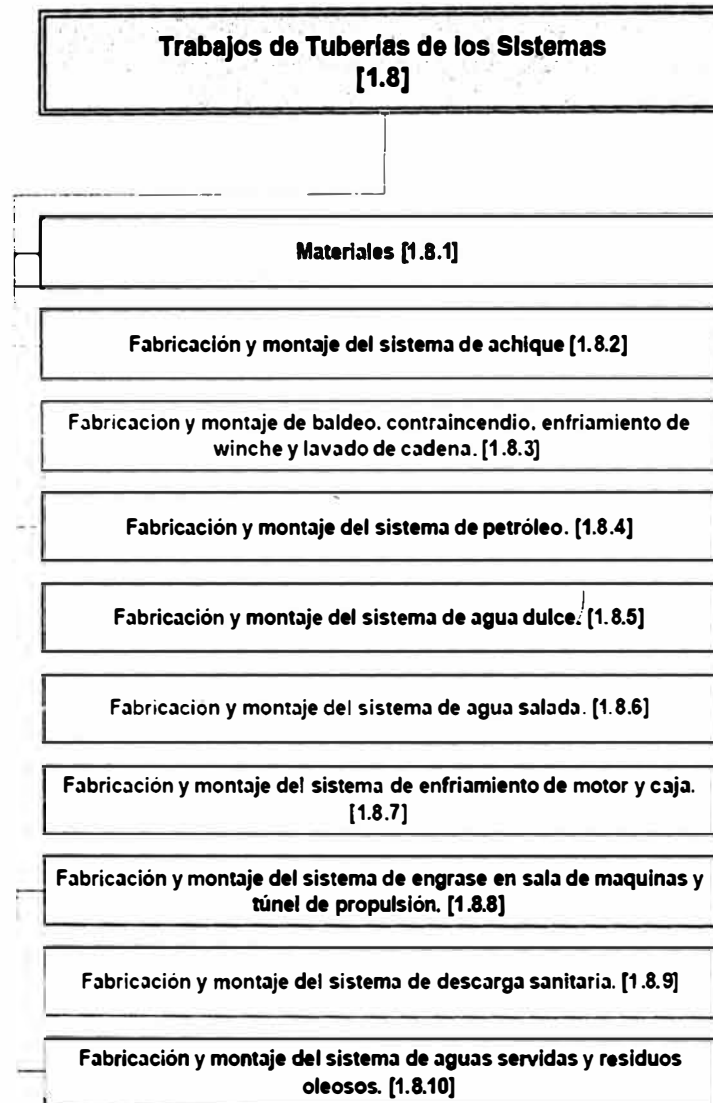 Trabajos de Tuberías de los Sistemas
[1.8]
Materiales [1.8.1]
Fabricación y montaje del sistema de achique [1.8.2]
Fabricacion y montaje de baldeo. contraincendio. enfriamiento de
winche y lavado de cadena. [1.8.3]
Fabricación y montaje del sistema de petróleo. [1.8.4]
Fabricación y montaje del sistema de agua dulce. [1.8.5]
Fabricación y montaje del sistema de agua salada. [1.8.6]
Fabricación y montaje del sistema de enfriamiento de motor y caja.
[1.8.7]
Fabricación y montaje del sistema de engrase en sala de maquinas y
túnel de propulsión. [1.8.8]
Fabricación y montaje del sistema de descarga sanitaria. [1.8.9]
Fabricación y montaje del sistema de aguas servidas y residuos
oleosos. [1.8.10]